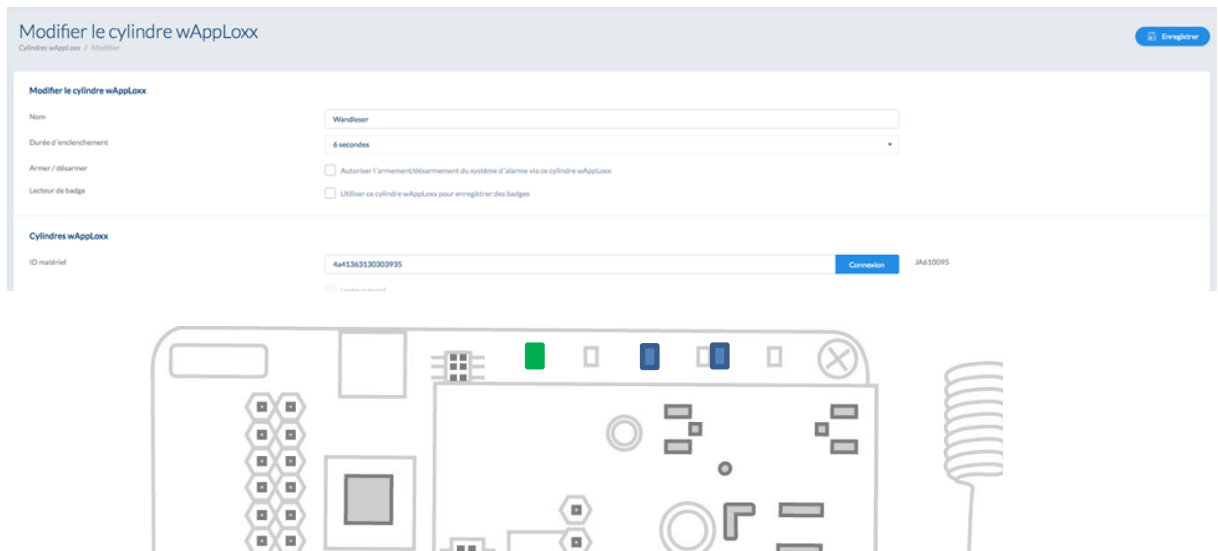 Modifier le cylindre wAppLoxx
Cylindres wAppLoxx / Modifier
Enregistrer
Modifier le cylindre wAppLoxx
Nom
Wandleser
Durée d'enclenchement
6 secondes
Armer / désarmer
Autoriser l'armement/désarmement du système d'alarme via ce cylindre wAppLoxx
Lecteur de badge
Utiliser ce cylindre wAppLoxx pour enregistrer des badges
Cylindres wAppLoxx
ID matériel
4a41363130303935
Connexion
JA610095